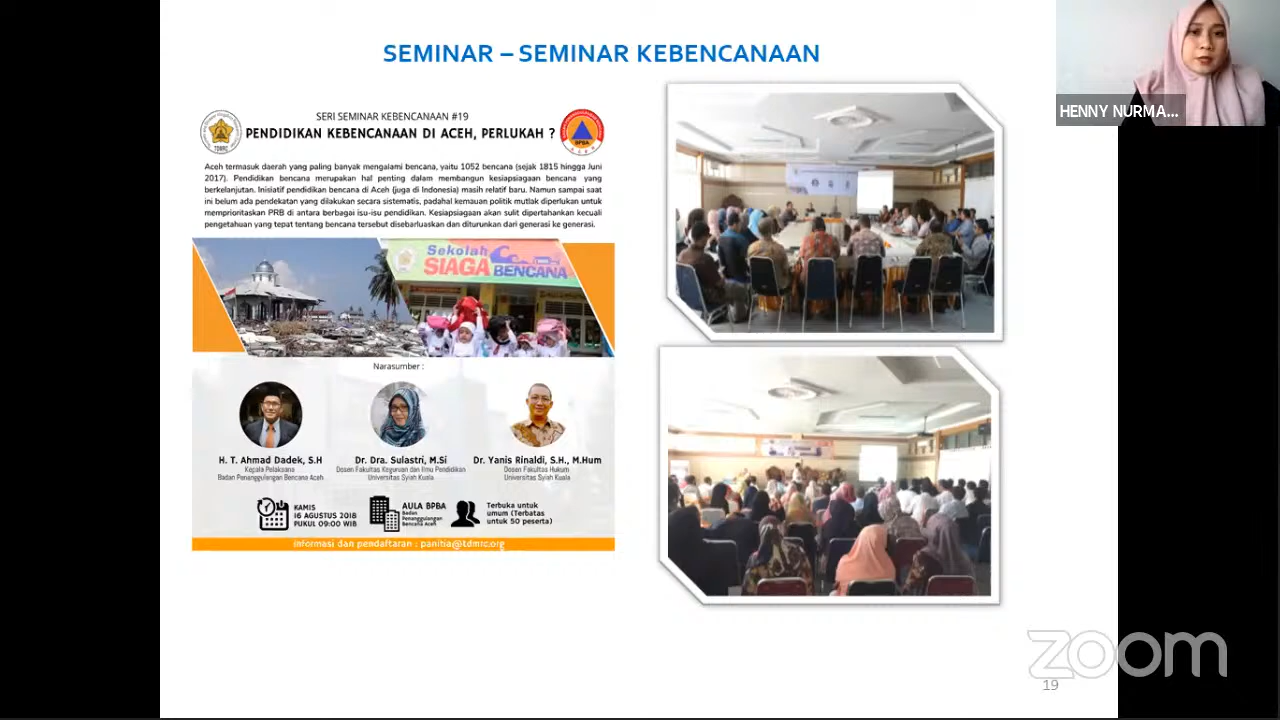 SEMINAR – SEMINAR KEBENCANAAN
HENNY NURMA...
SERI SEMINAR KEBENCANAAN #19
PENDIDIKAN KEBENCANAAN DI ACEH, PERLUKAH ?
TDMRC
BPBA
ACEH
Aceh termasuk daerah yang paling banyak mengalami bencana, yaitu 1052 bencana (sejak 1815 hingga Juni
2017). Pendidikan bencana merupakan hal penting dalam membangun kesiapsiagaan bencana yang
berkelanjutan. Inisiatif pendidikan bencana di Aceh (juga di Indonesia) masih relatif baru. Namun sampai saat
ini belum ada pendekatan yang dilakukan secara sistematis, padahal kemauan politik mutlak diperlukan untuk
memprioritaskan PRB di antara berbagai isu-isu pendidikan. Kesiapsiagaan akan sulit dipertahankan kecuali
pengetahuan yang tepat tentang bencana tersebut disebarluaskan dan diturunkan dari generasi ke generasi.
Sekolah
SIAGA BENCANA
Narasumber :
H. T. Ahmad Dadek, S.H
Kepala Pelaksana
Badan Penanggulangan Bencana Aceh
Dr. Dra. Sulastri, M.Si
Dosen Fakultas Keguruan dan Ilmu Pendidikan
Universitas Syiah Kuala
Dr. Yanis Rinaldi, S.H., M.Hum
Dosen Fakultas Hukum
Universitas Syiah Kuala
KAMIS
16 AGUSTUS 2018
PUKUL 09:00 WIB
AULA BPBA
Badan
Penanggulangan
Bencana Aceh
Terbuka untuk
umum (Terbatas
untuk 50 peserta)
Informasi dan pendaftaran : panitia@tdmrc.org
zoom
19